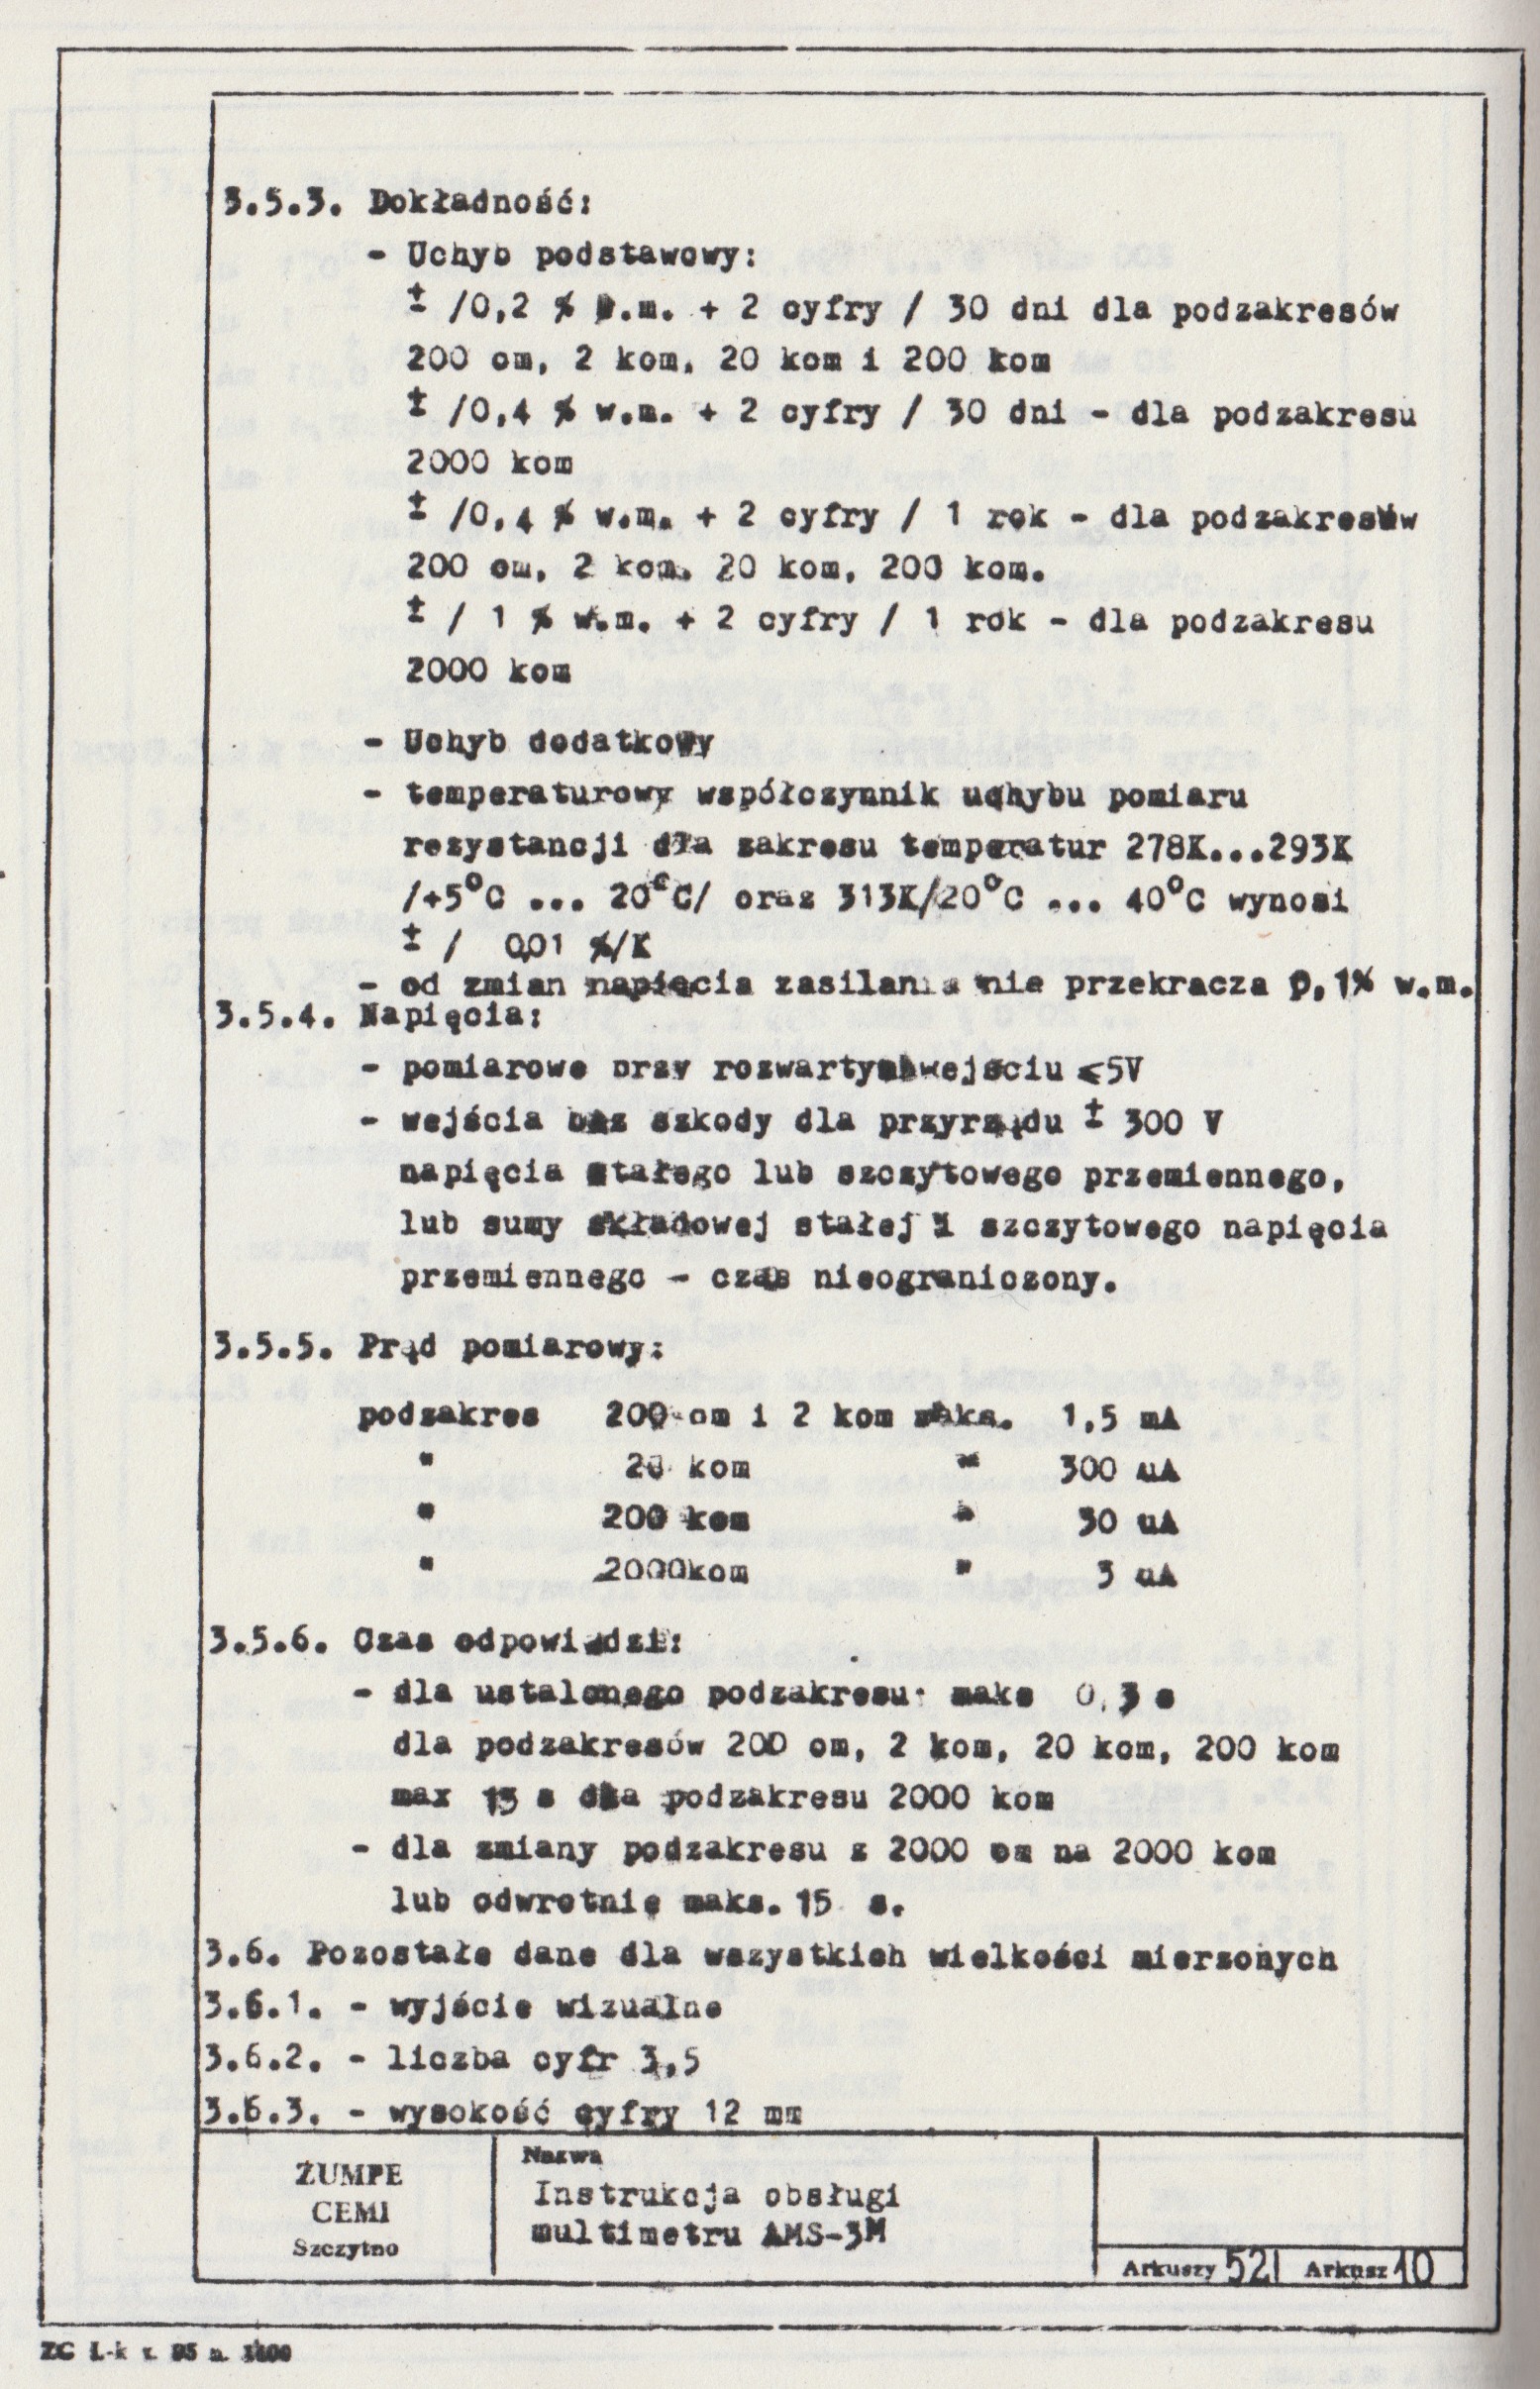 3.5.3. Dokładność:
- Uchyb podstawowy:
± /0,2 % w.m. + 2 cyfry / 30 dni dla podzakresów
200 om, 2 kom, 20 kom i 200 kom
± /0,4 % w.m. + 2 cyfry / 30 dni - dla podzakresu
2000 kom
± /0,4 % w.m. + 2 cyfry / 1 rok - dla podzakresów
200 om, 2 kom, 20 kom, 200 kom.
± / 1 % w.m. + 2 cyfry / 1 rok - dla podzakresu
2000 kom
- Uchyb dodatkowy
- temperaturowy współczynnik uchybu pomiaru
rezystancji dla zakresu temperatur 278K...293K
/+5°C ... 20°C/ oraz 313K/20°C ... 40°C wynosi
± / 0,01 %/K
- od zmian napięcia zasilania nie przekracza 0,1% w.m.
3.5.4. Napięcia:
- pomiarowe przy rozwartym wejściu ≤5V
- wejścia bez szkody dla przyrządu ± 300 V
napięcia stałego lub szczytowego przemiennego,
lub sumy składowej stałej i szczytowego napięcia
przemiennego - czas nieograniczony.
3.5.5. Prąd pomiarowy:
podzakres 200 om i 2 kom maks. 1,5 mA
" 20 kom " 300 uA
" 200 kom " 30 uA
" 2000kom " 3 uA
3.5.6. Czas odpowiedzi:
- dla ustalonego podzakresu maks 0,3 s
dla podzakresów 200 om, 2 kom, 20 kom, 200 kom
max 15 s dla podzakresu 2000 kom
- dla zmiany podzakresu z 2000 om na 2000 kom
lub odwrotnie maks. 15 s.
3.6. Pozostałe dane dla wszystkich wielkości mierzonych
3.6.1. - wyjście wizualne
3.6.2. - liczba cyfr 3,5
3.6.3. - wysokość cyfry 12 mm
ZUMPE
CEMI
Szczytno
Nazwa
Instrukcja obsługi
multimetru AMS-3M
Arkuszy 52 Arkusz 10
ZC